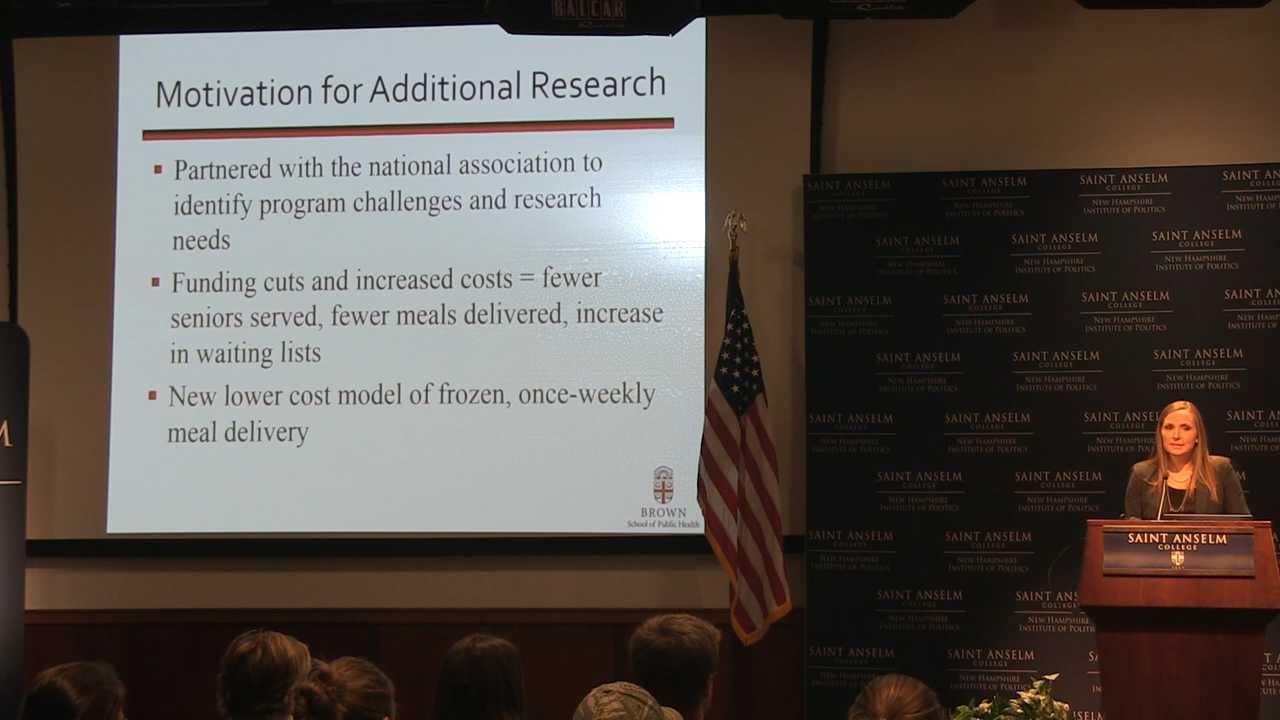 BALCAR
Motivation for Additional Research
Partnered with the national association to
identify program challenges and research
needs
Funding cuts and increased costs = fewer
seniors served, fewer meals delivered, increase
in waiting lists
New lower cost model of frozen, once-weekly
meal delivery
BROWN
School of Public Health
SAINT ANSELM
COLLEGE
NEW HAMPSHIRE
INSTITUTE OF POLITICS
SAINT ANSELM
COLLEGE